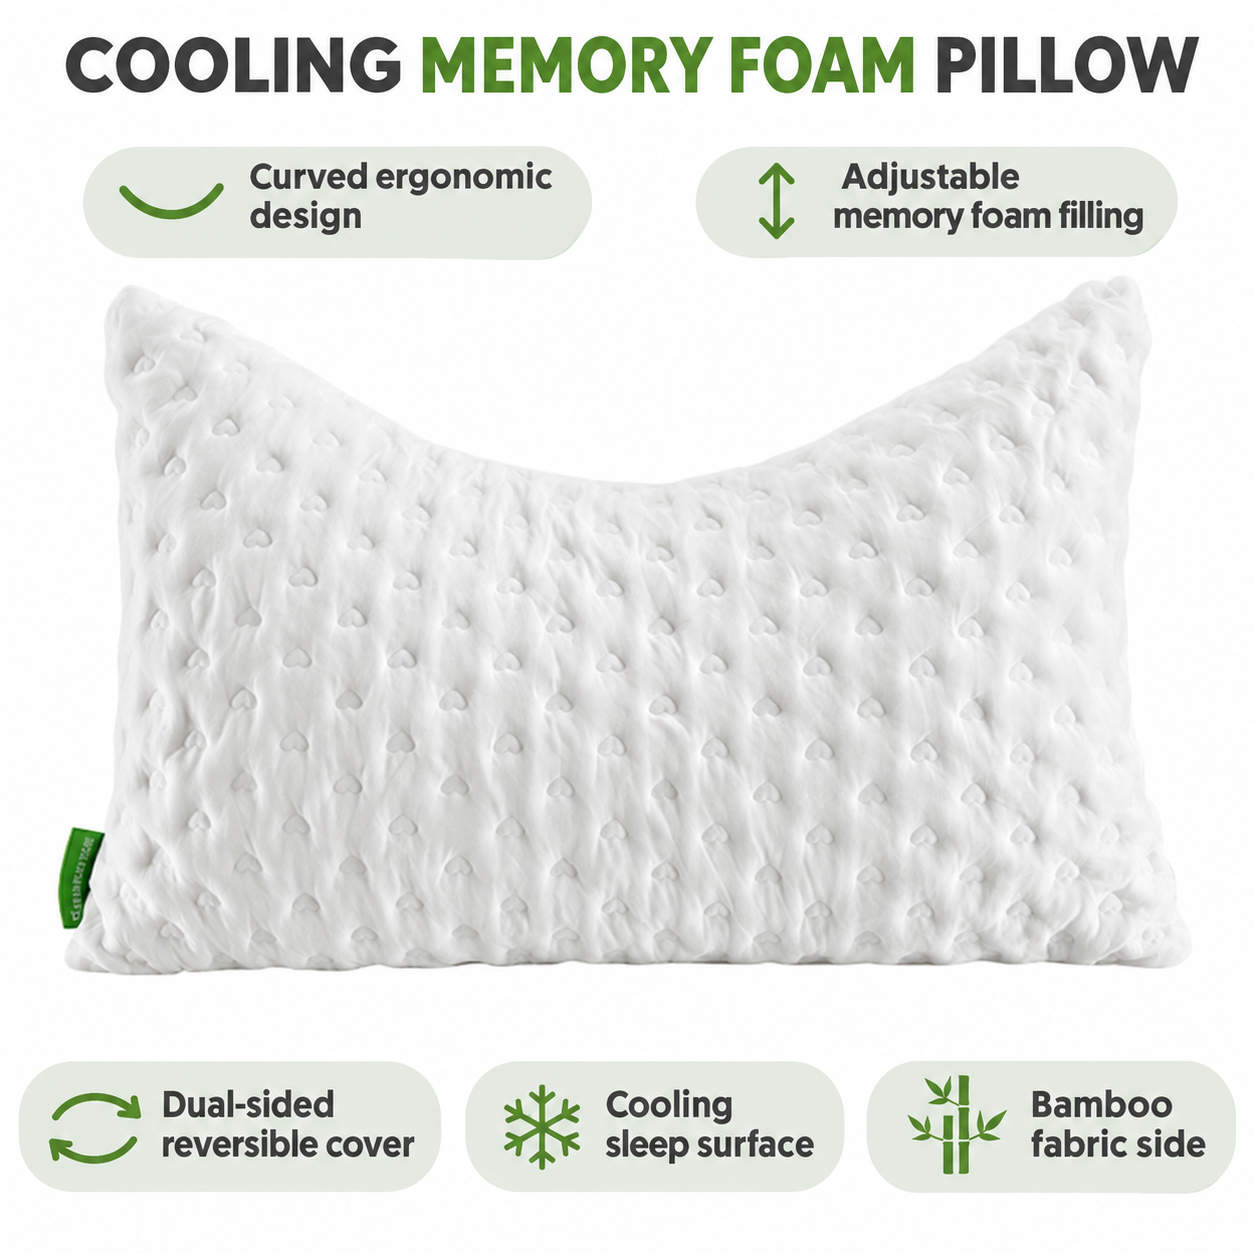 COOLING MEMORY FOAM PILLOW
Curved ergonomic
design
Adjustable
memory foam filling
Dual-sided
reversible cover
Cooling
sleep surface
Bamboo
fabric side